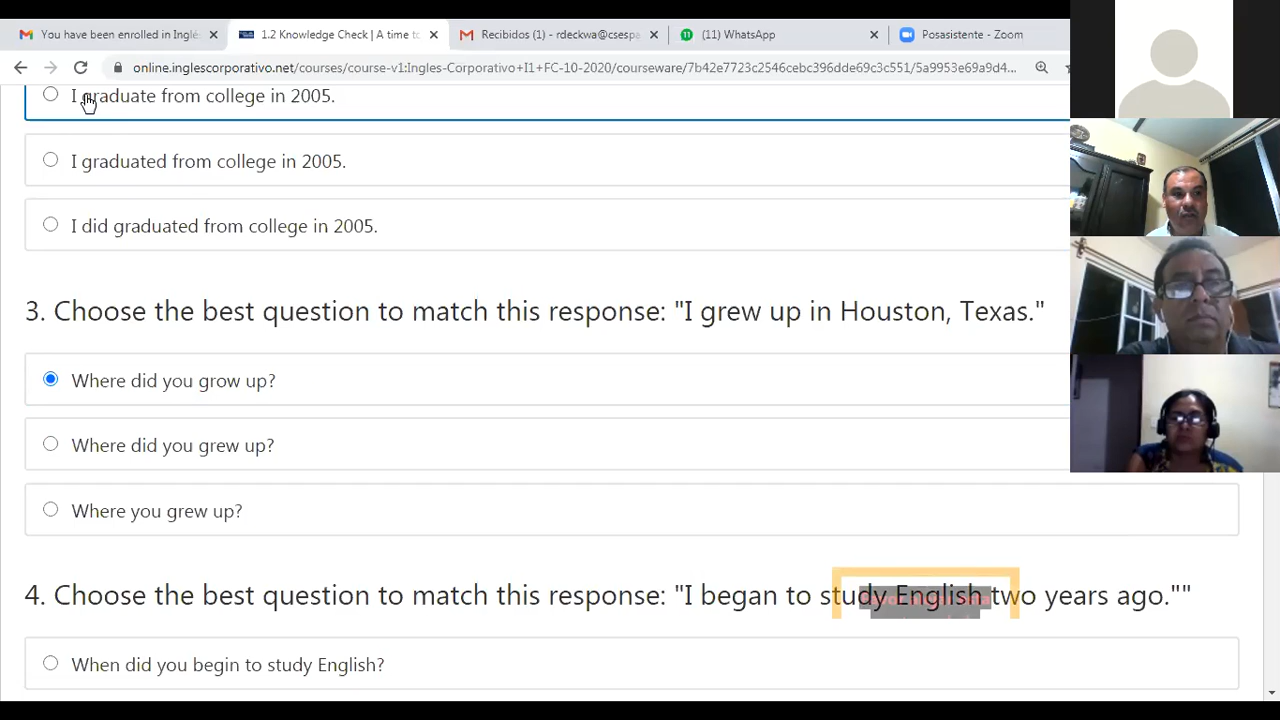 You have been enrolled in Inglés
1.2 Knowledge Check | A time to
Recibidos (1) - rdeckwa@csespa
(11) WhatsApp
Posasistente - Zoom
online.inglescorporativo.net/courses/course-v1:Ingles-Corporativo+I1+FC-10-2020/courseware/7b42e7723c2546cebc396dde69c3c551/5a9953e69a9d4...
I graduate from college in 2005.
I graduated from college in 2005.
I did graduated from college in 2005.
3. Choose the best question to match this response: "I grew up in Houston, Texas."
Where did you grow up?
Where did you grew up?
Where you grew up?
4. Choose the best question to match this response: "I began to study English two years ago.""
When did you begin to study English?